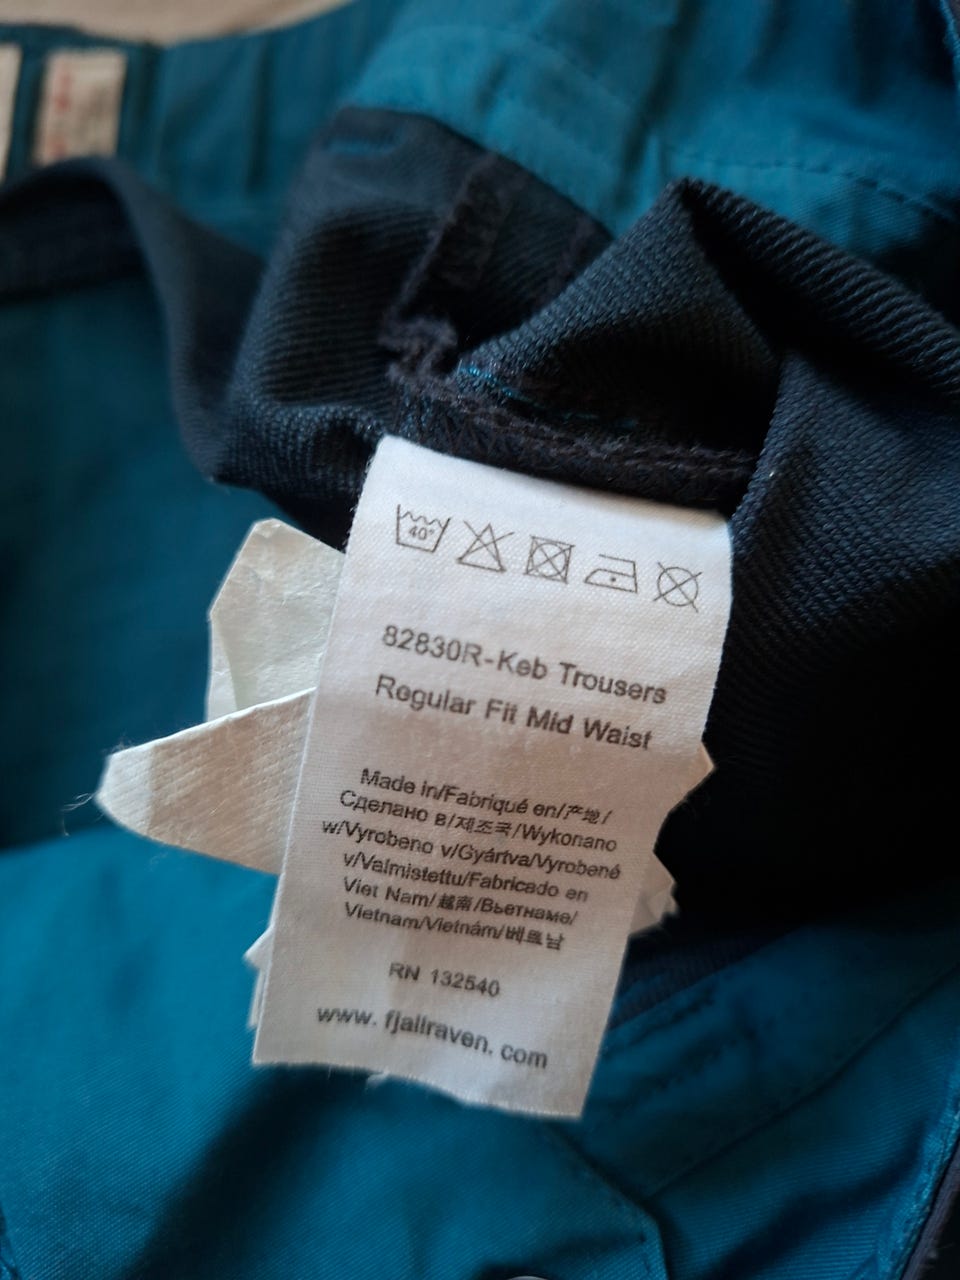 40°
82830R-Keb Trousers
Regular Fit Mid Waist
Made in/Fabriqué en/产地/
Сделано в/제조국/Wykonano
w/Vyrobeno v/Gyártva/Vyrobené
v/Valmistettu/Fabricado en
Viet Nam/越南/Вьетнаме/
Vietnam/Vietnám/베트남
RN 132540
www. fjallraven. com